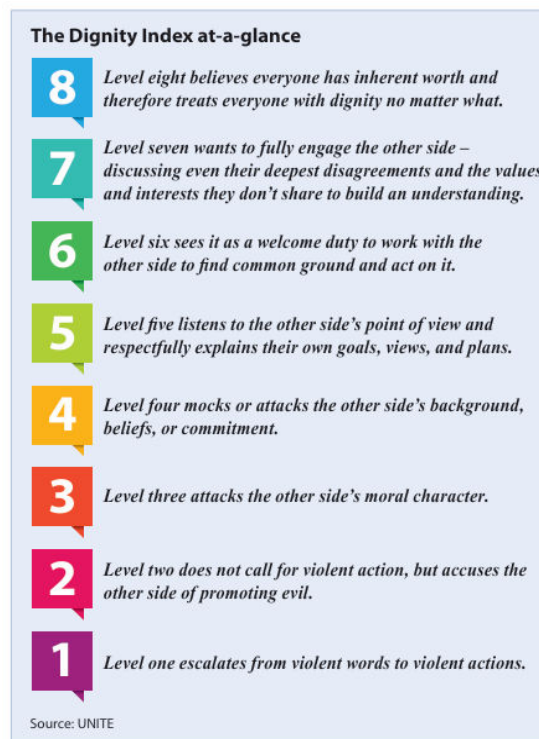 The Dignity Index at-a-glance
8
Level eight believes everyone has inherent worth and
therefore treats everyone with dignity no matter what.
7
Level seven wants to fully engage the other side –
discussing even their deepest disagreements and the values
and interests they don’t share to build an understanding.
6
Level six sees it as a welcome duty to work with the
other side to find common ground and act on it.
5
Level five listens to the other side’s point of view and
respectfully explains their own goals, views, and plans.
4
Level four mocks or attacks the other side’s background,
beliefs, or commitment.
3
Level three attacks the other side’s moral character.
2
Level two does not call for violent action, but accuses the
other side of promoting evil.
1
Level one escalates from violent words to violent actions.
Source: UNITE